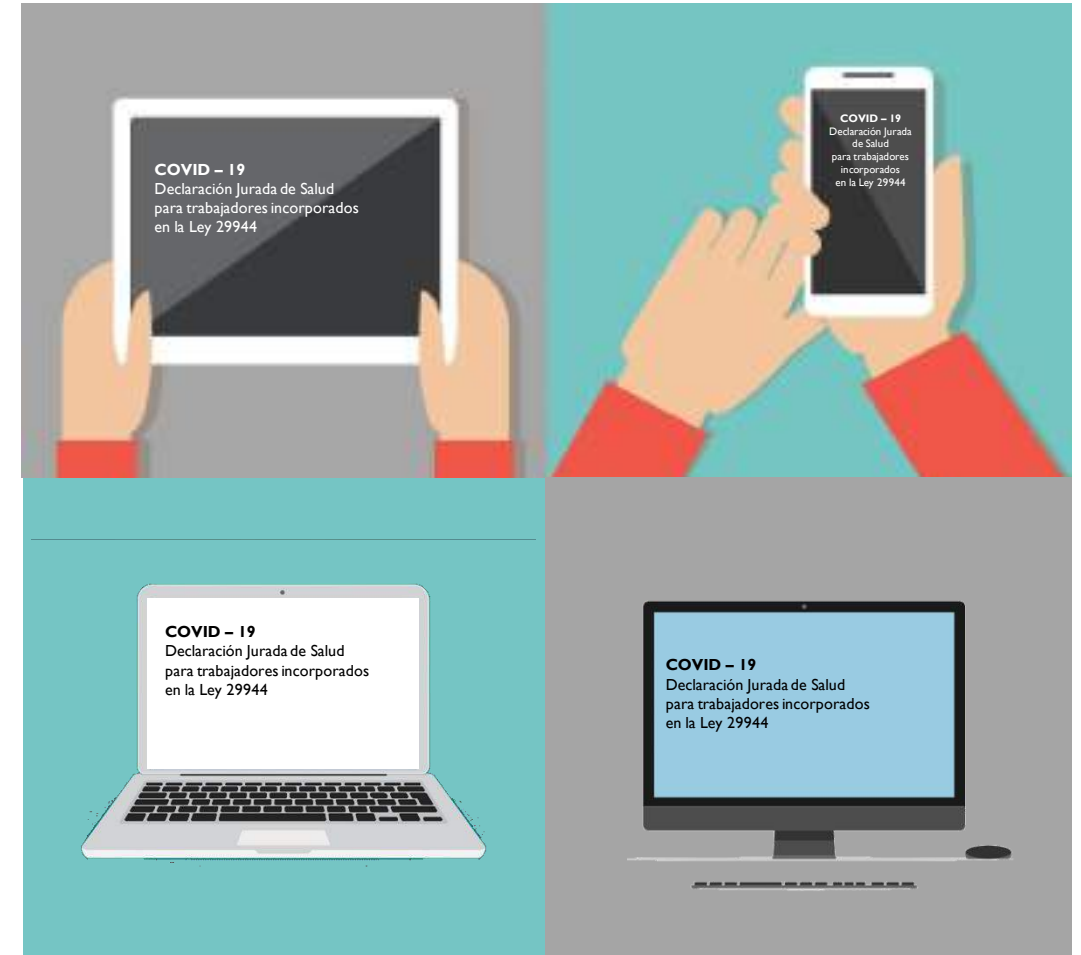 COVID – 19
Declaración Jurada de Salud
para trabajadores incorporados
en la Ley 29944
COVID – 19
Declaración Jurada
de Salud
para trabajadores
incorporados
en la Ley 29944
COVID – 19
Declaración Jurada de Salud
para trabajadores incorporados
en la Ley 29944
COVID – 19
Declaración Jurada de Salud
para trabajadores incorporados
en la Ley 29944